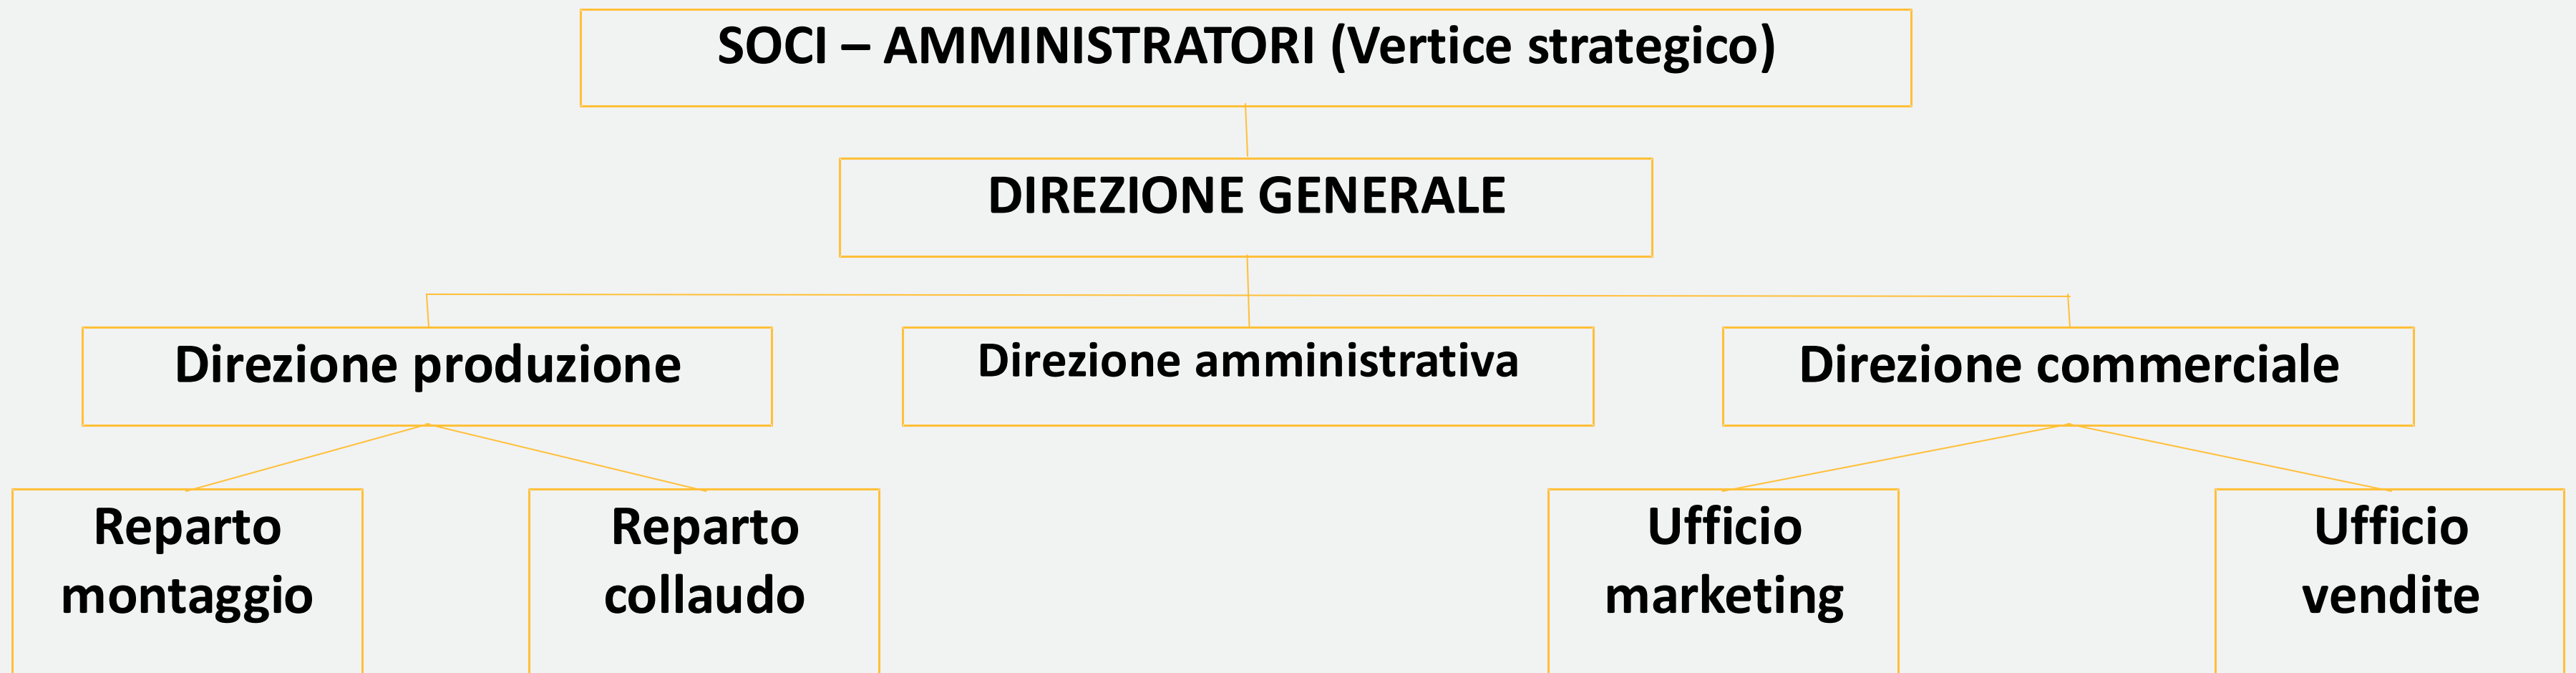 SOCI – AMMINISTRATORI (Vertice strategico)
DIREZIONE GENERALE
Direzione produzione
Direzione amministrativa
Direzione commerciale
Reparto
montaggio
Reparto
collaudo
Ufficio
marketing
Ufficio
vendite